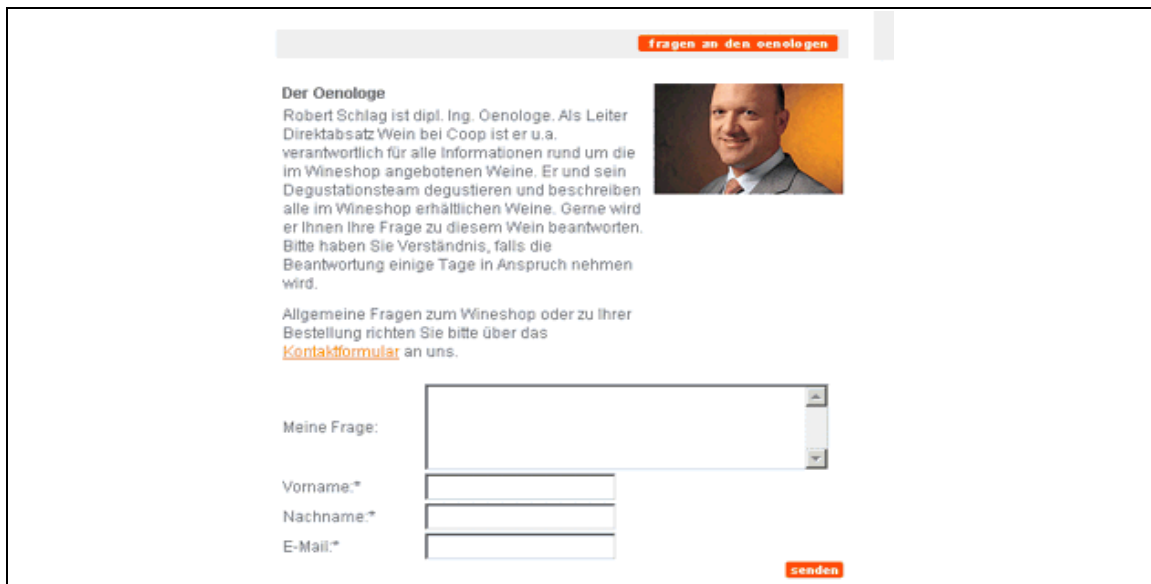 fragen an den oenologen
Der Oenologe
Robert Schlag ist dipl. Ing. Oenologe. Als Leiter
Direktabsatz Wein bei Coop ist er u.a.
verantwortlich für alle Informationen rund um die
im Wineshop angebotenen Weine. Er und sein
Degustationsteam degustieren und beschreiben
alle im Wineshop erhältlichen Weine. Gerne wird
er Ihnen Ihre Frage zu diesem Wein beantworten.
Bitte haben Sie Verständnis, falls die
Beantwortung einige Tage in Anspruch nehmen
wird.
Allgemeine Fragen zum Wineshop oder zu Ihrer
Bestellung richten Sie bitte über das
Kontaktformular an uns.
Meine Frage:
Vorname:*
Nachname:*
E-Mail:*
senden